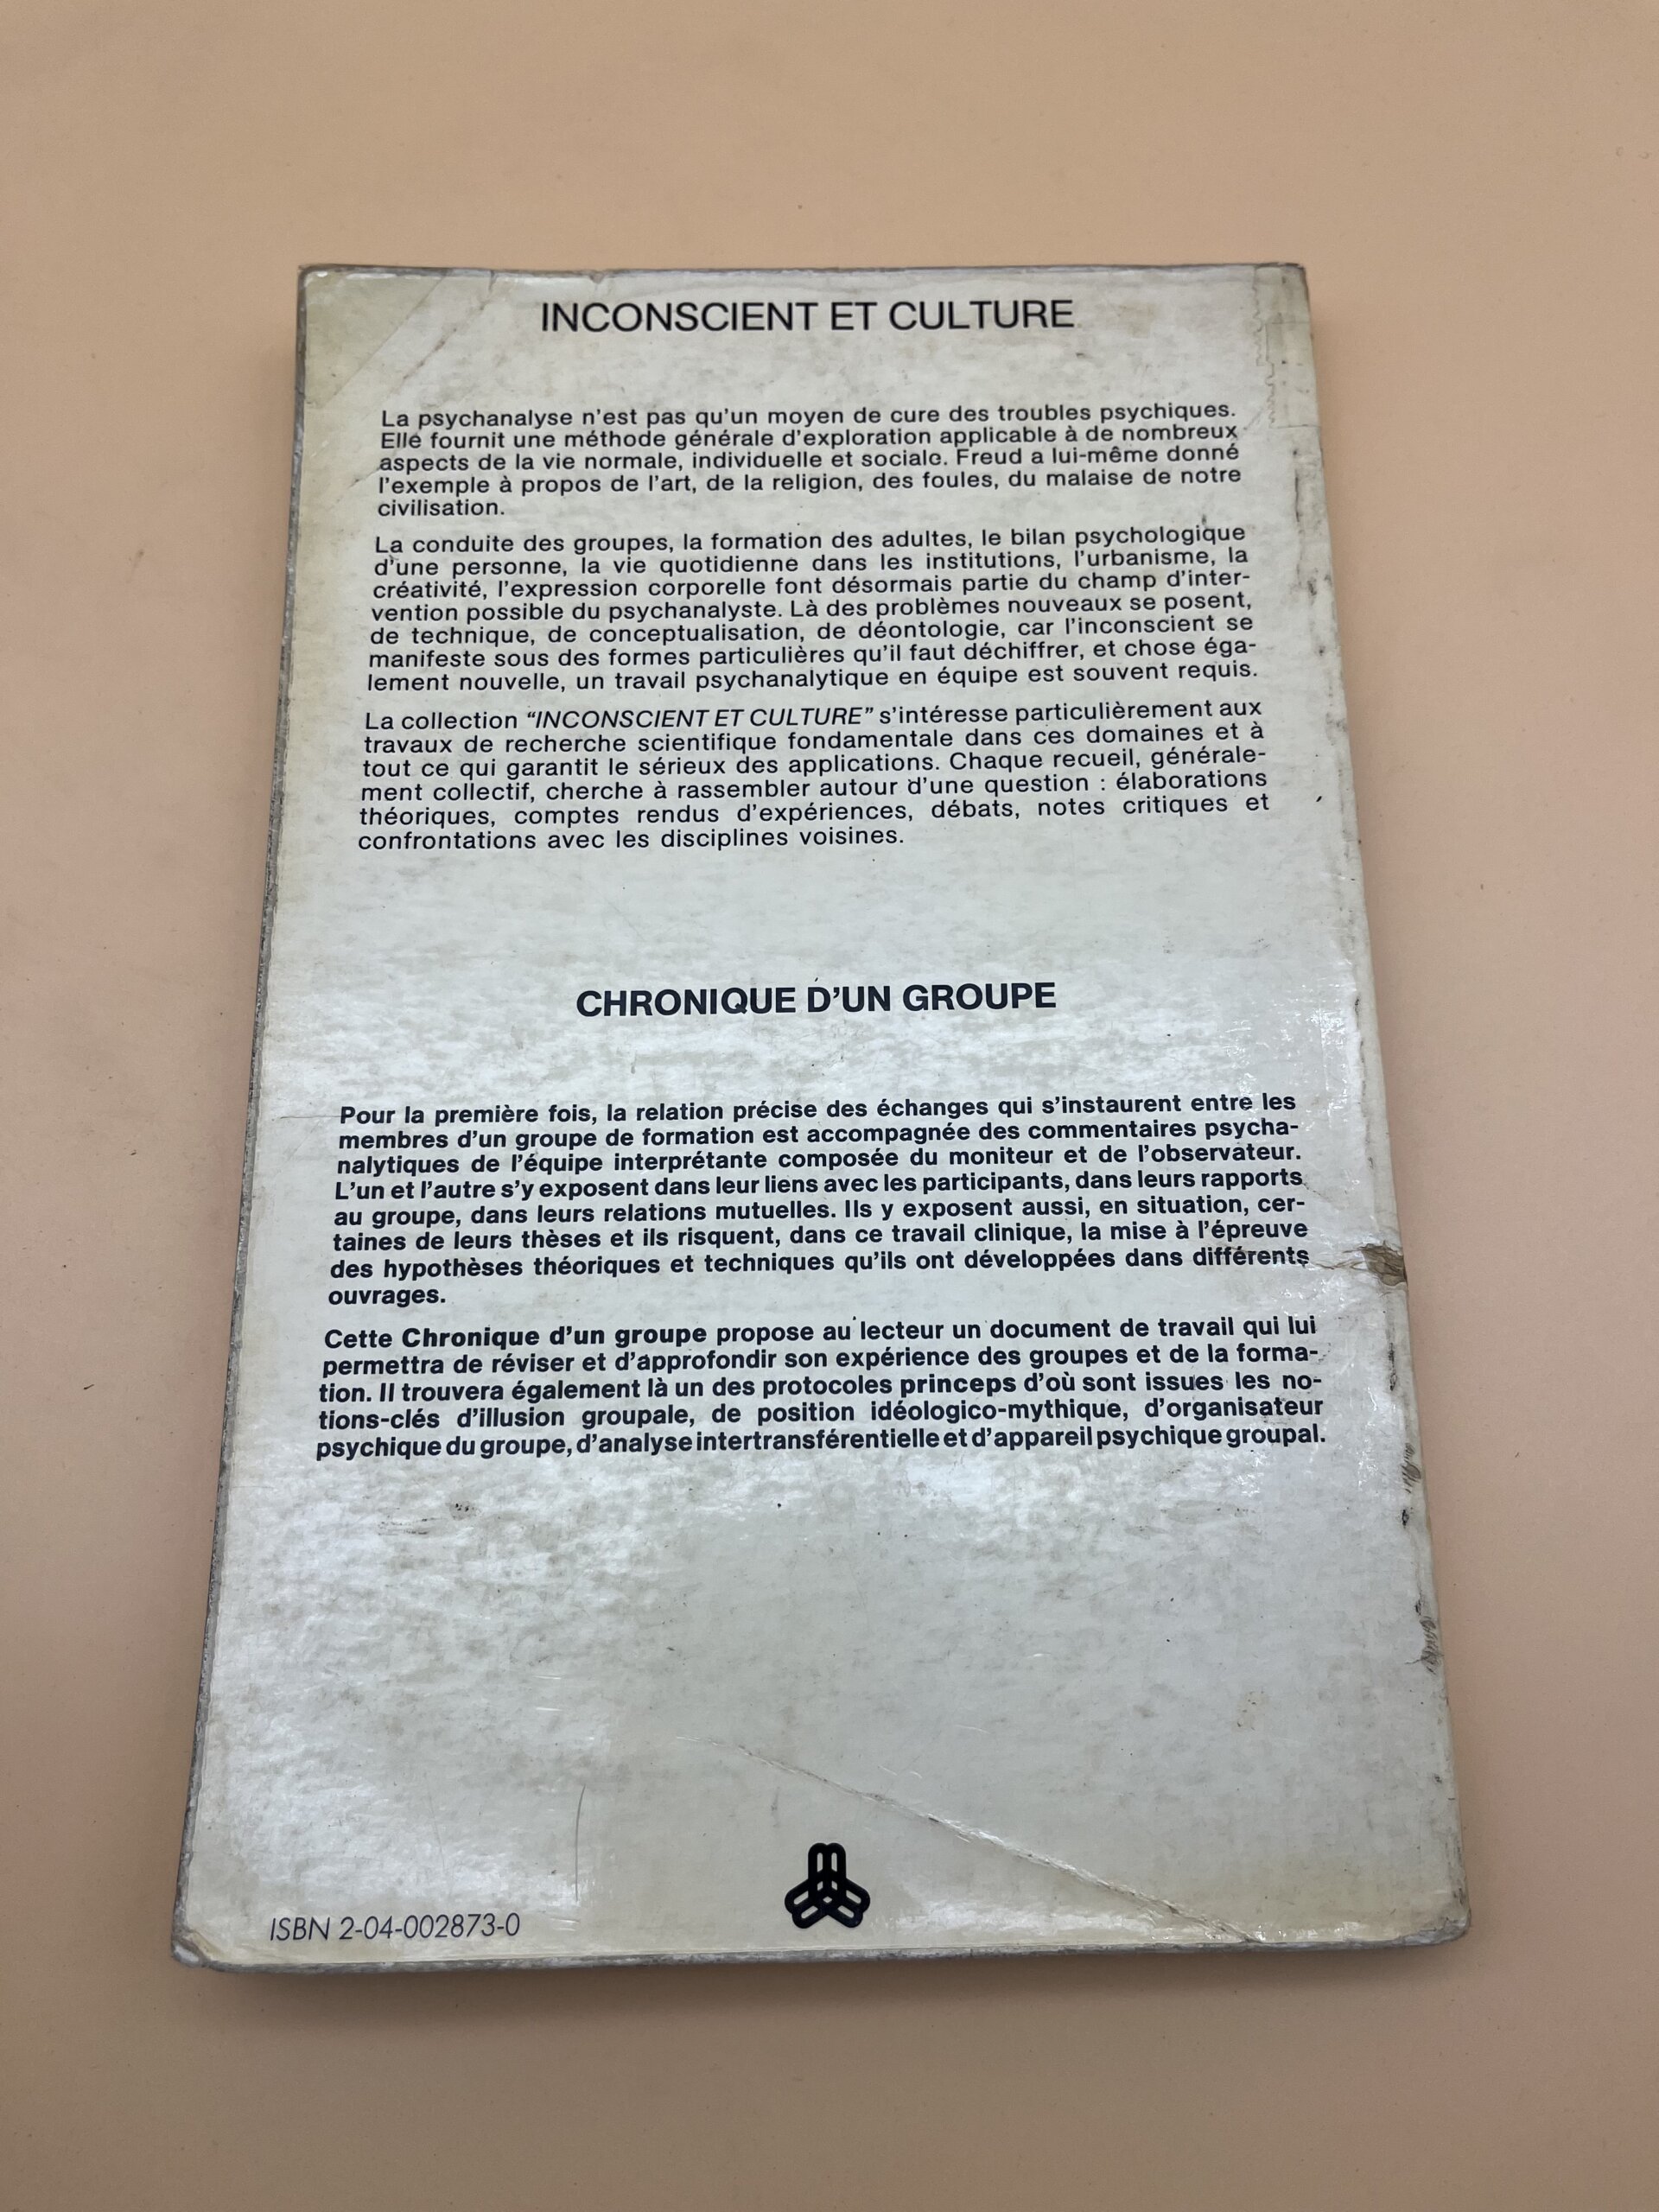 INCONSCIENT ET CULTURE
La psychanalyse n'est pas qu'un moyen de cure des troubles psychiques.
Elle fournit une méthode générale d'exploration applicable à de nombreux
aspects de la vie normale, individuelle et sociale. Freud a lui-même donné
l'exemple à propos de l'art, de la religion, des foules, du malaise de notre
civilisation.
La conduite des groupes, la formation des adultes, le bilan psychologique
d'une personne, la vie quotidienne dans les institutions, l'urbanisme, la
créativité, l'expression corporelle font désormais partie du champ d'inter-
vention possible du psychanalyste. Là des problèmes nouveaux se posent,
de technique, de conceptualisation, de déontologie, car l'inconscient se
manifeste sous des formes particulières qu'il faut déchiffrer, et chose éga-
lement nouvelle, un travail psychanalytique en équipe est souvent requis.
La collection “INCONSCIENT ET CULTURE” s'intéresse particulièrement aux
travaux de recherche scientifique fondamentale dans ces domaines et à
tout ce qui garantit le sérieux des applications. Chaque recueil, générale-
ment collectif, cherche à rassembler autour d'une question : élaborations
théoriques, comptes rendus d'expériences, débats, notes critiques et
confrontations avec les disciplines voisines.
CHRONIQUE D'UN GROUPE
Pour la première fois, la relation précise des échanges qui s'instaurent entre les
membres d'un groupe de formation est accompagnée des commentaires psycha-
nalytiques de l'équipe interprétante composée du moniteur et de l'observateur.
L'un et l'autre s'y exposent dans leur liens avec les participants, dans leurs rapports
au groupe, dans leurs relations mutuelles. Ils y exposent aussi, en situation, cer-
taines de leurs thèses et ils risquent, dans ce travail clinique, la mise à l'épreuve
des hypothèses théoriques et techniques qu'ils ont développées dans différents
ouvrages.
Cette Chronique d'un groupe propose au lecteur un document de travail qui lui
permettra de réviser et d'approfondir son expérience des groupes et de la forma-
tion. Il trouvera également là un des protocoles princeps d'où sont issues les no-
tions-clés d'illusion groupale, de position idéologico-mythique, d'organisateur
psychique du groupe, d'analyse intertransférentielle et d'appareil psychique groupal.
ISBN 2-04-002873-0